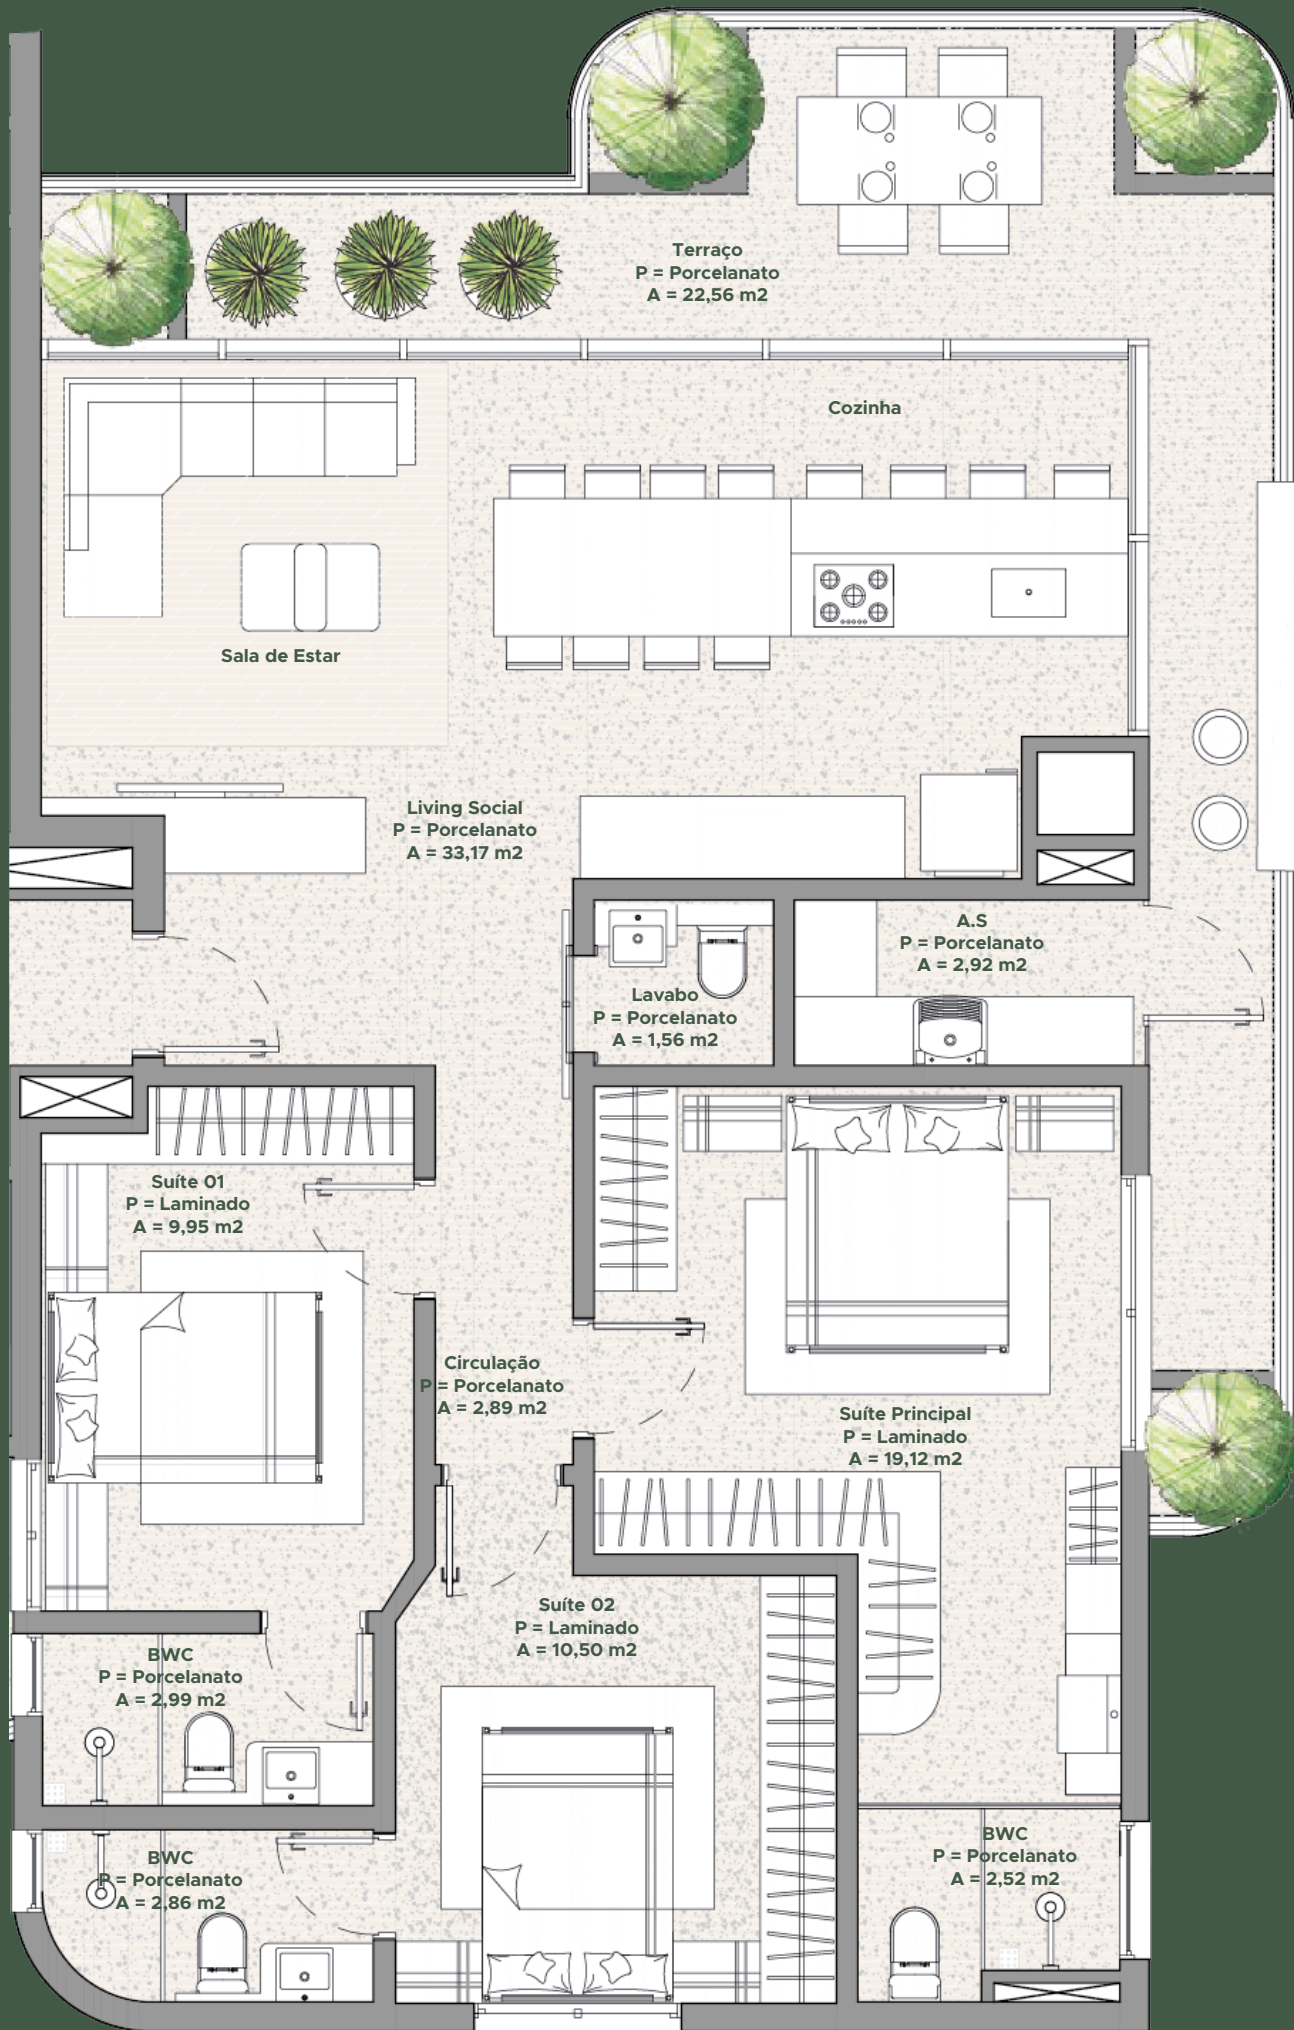 Terraço
P = Porcelanato
A = 22,56 m2
Cozinha
Sala de Estar
Living Social
P = Porcelanato
A = 33,17 m2
A.S
P = Porcelanato
A = 2,92 m2
Lavabo
P = Porcelanato
A = 1,56 m2
Suíte 01
P = Laminado
A = 9,95 m2
Circulação
P = Porcelanato
A = 2,89 m2
Suíte Principal
P = Laminado
A = 19,12 m2
Suíte 02
P = Laminado
A = 10,50 m2
BWC
P = Porcelanato
A = 2,99 m2
BWC
P = Porcelanato
A = 2,86 m2
BWC
P = Porcelanato
A = 2,52 m2